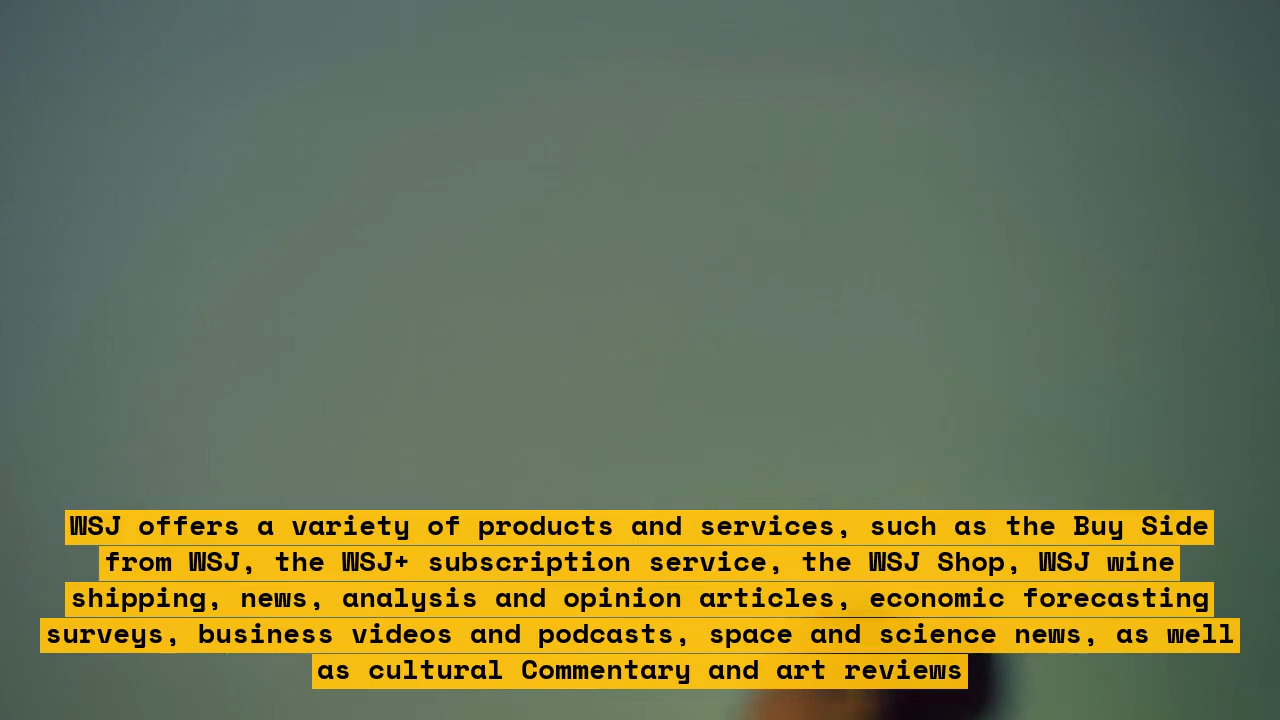 WSJ offers a variety of products and services, such as the Buy Side
from WSJ, the WSJ+ subscription service, the WSJ Shop, WSJ wine
shipping, news, analysis and opinion articles, economic forecasting
surveys, business videos and podcasts, space and science news, as well
as cultural Commentary and art reviews